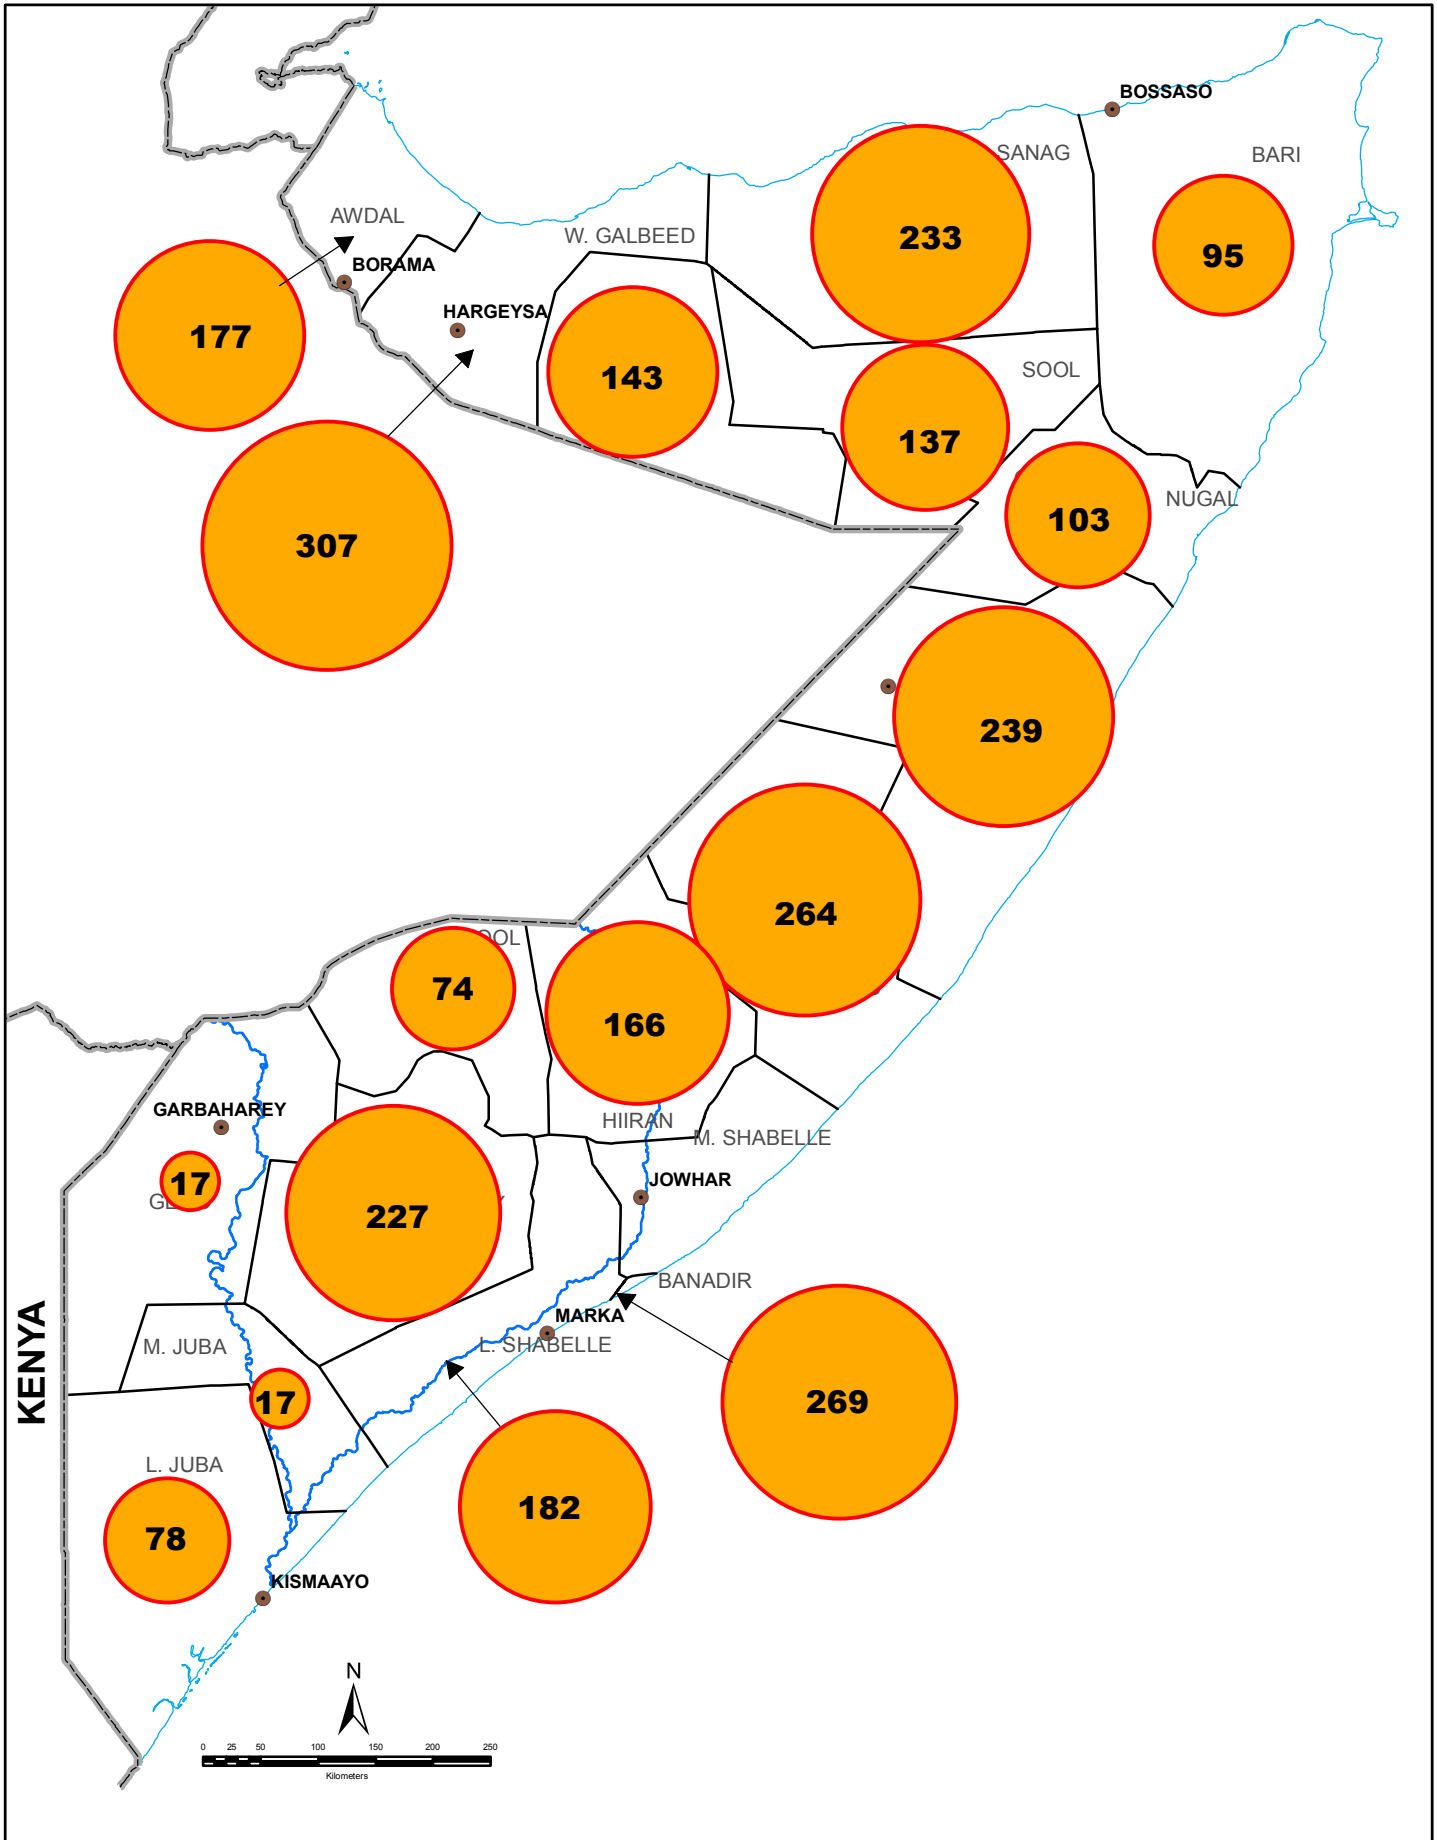 BOSSASO
SANAG
BARI
AWDAL
W. GALBEED
233
95
BORAMA
HARGEYSA
177
143
SOOL
137
NUGAL
103
307
239
264
OOL
74
166
GARBAHAREY
HIIRAN
M. SHABELLE
17
JOWHAR
227
BANADIR
KENYA
MARKA
M. JUBA
L. SHABELLE
17
269
L. JUBA
182
78
KISMAAYO
N
0 25 50 100 150 200 250
Kilometers